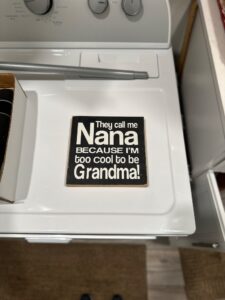 They call me
Nana
BECAUSE I'M
too cool to be
Grandma!